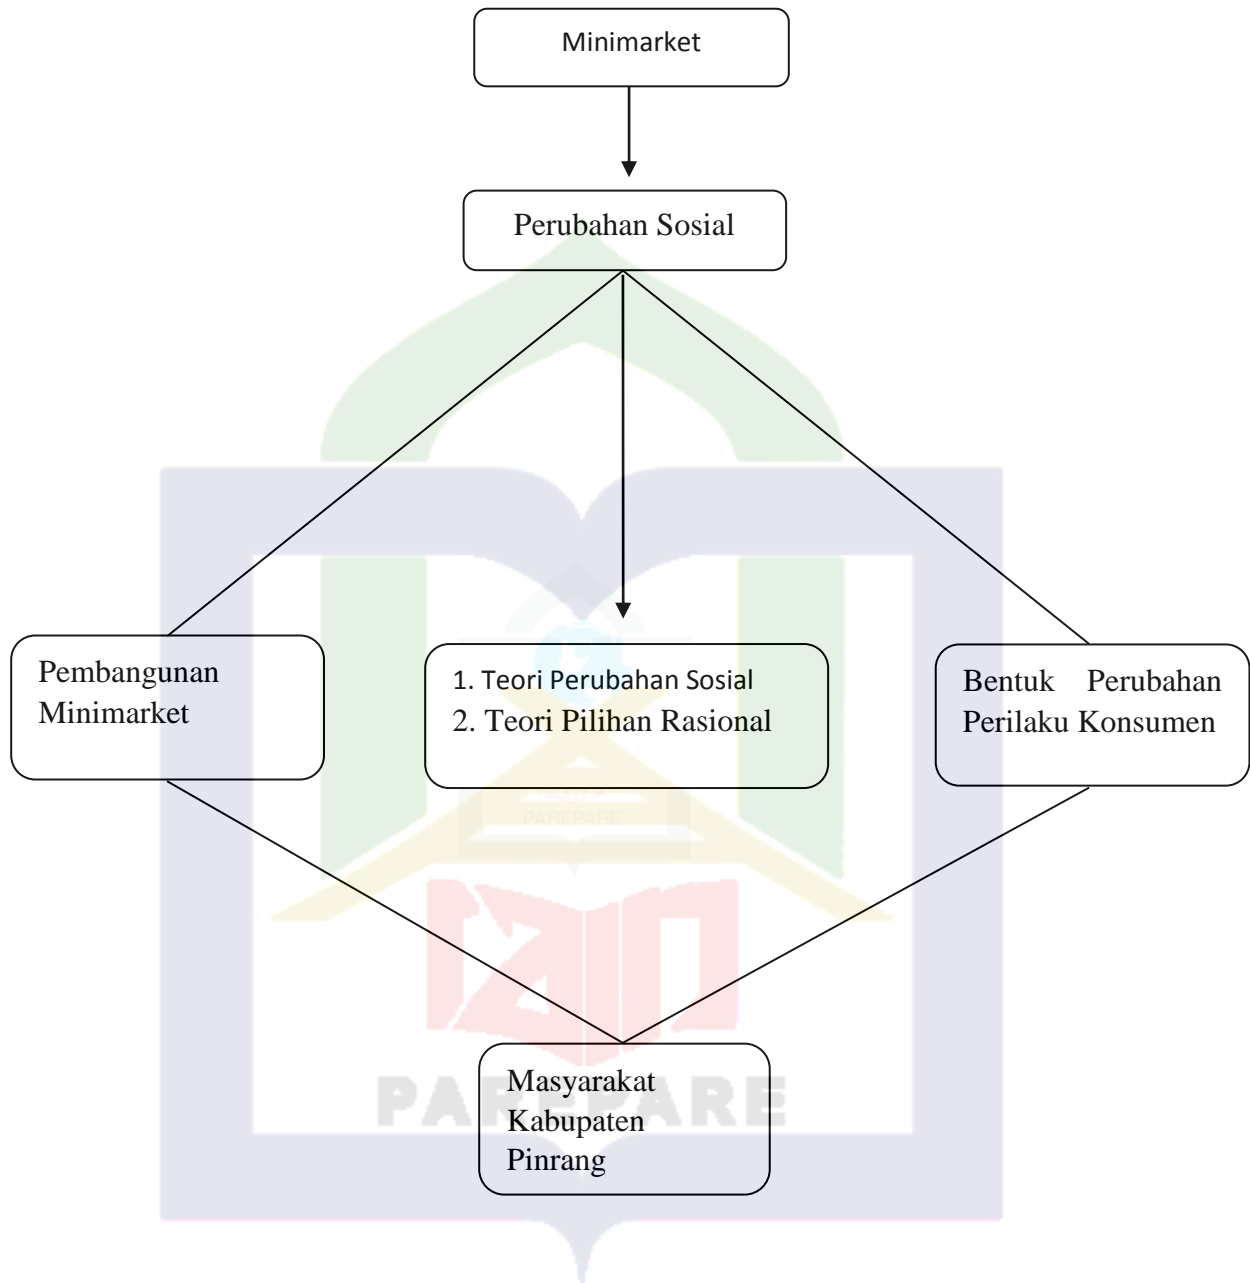 Minimarket
Perubahan Sosial
Pembangunan
Minimarket
1. Teori Perubahan Sosial
2. Teori Pilihan Rasional
Bentuk Perubahan
Perilaku Konsumen
PAREPARE
PAREPARE
Masyarakat
Kabupaten
Pinrang